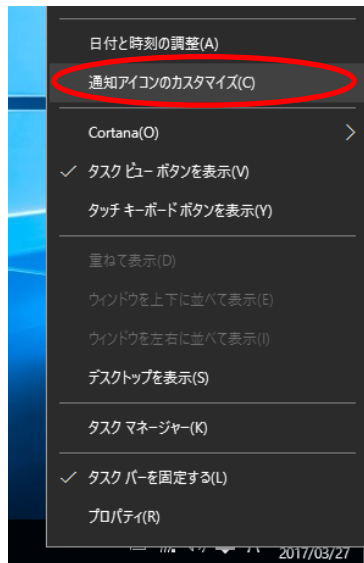 日付と時刻の調整(A)
通知アイコンのカスタマイズ(C)
Cortana(O)
タスク ビュー ボタンを表示(V)
タッチ キーボード ボタンを表示(Y)
重ねて表示(D)
ウィンドウを上下に並べて表示(E)
ウィンドウを左右に並べて表示(I)
デスクトップを表示(S)
タスク マネージャー(K)
タスク バーを固定する(L)
プロパティ(R)
2017/03/27